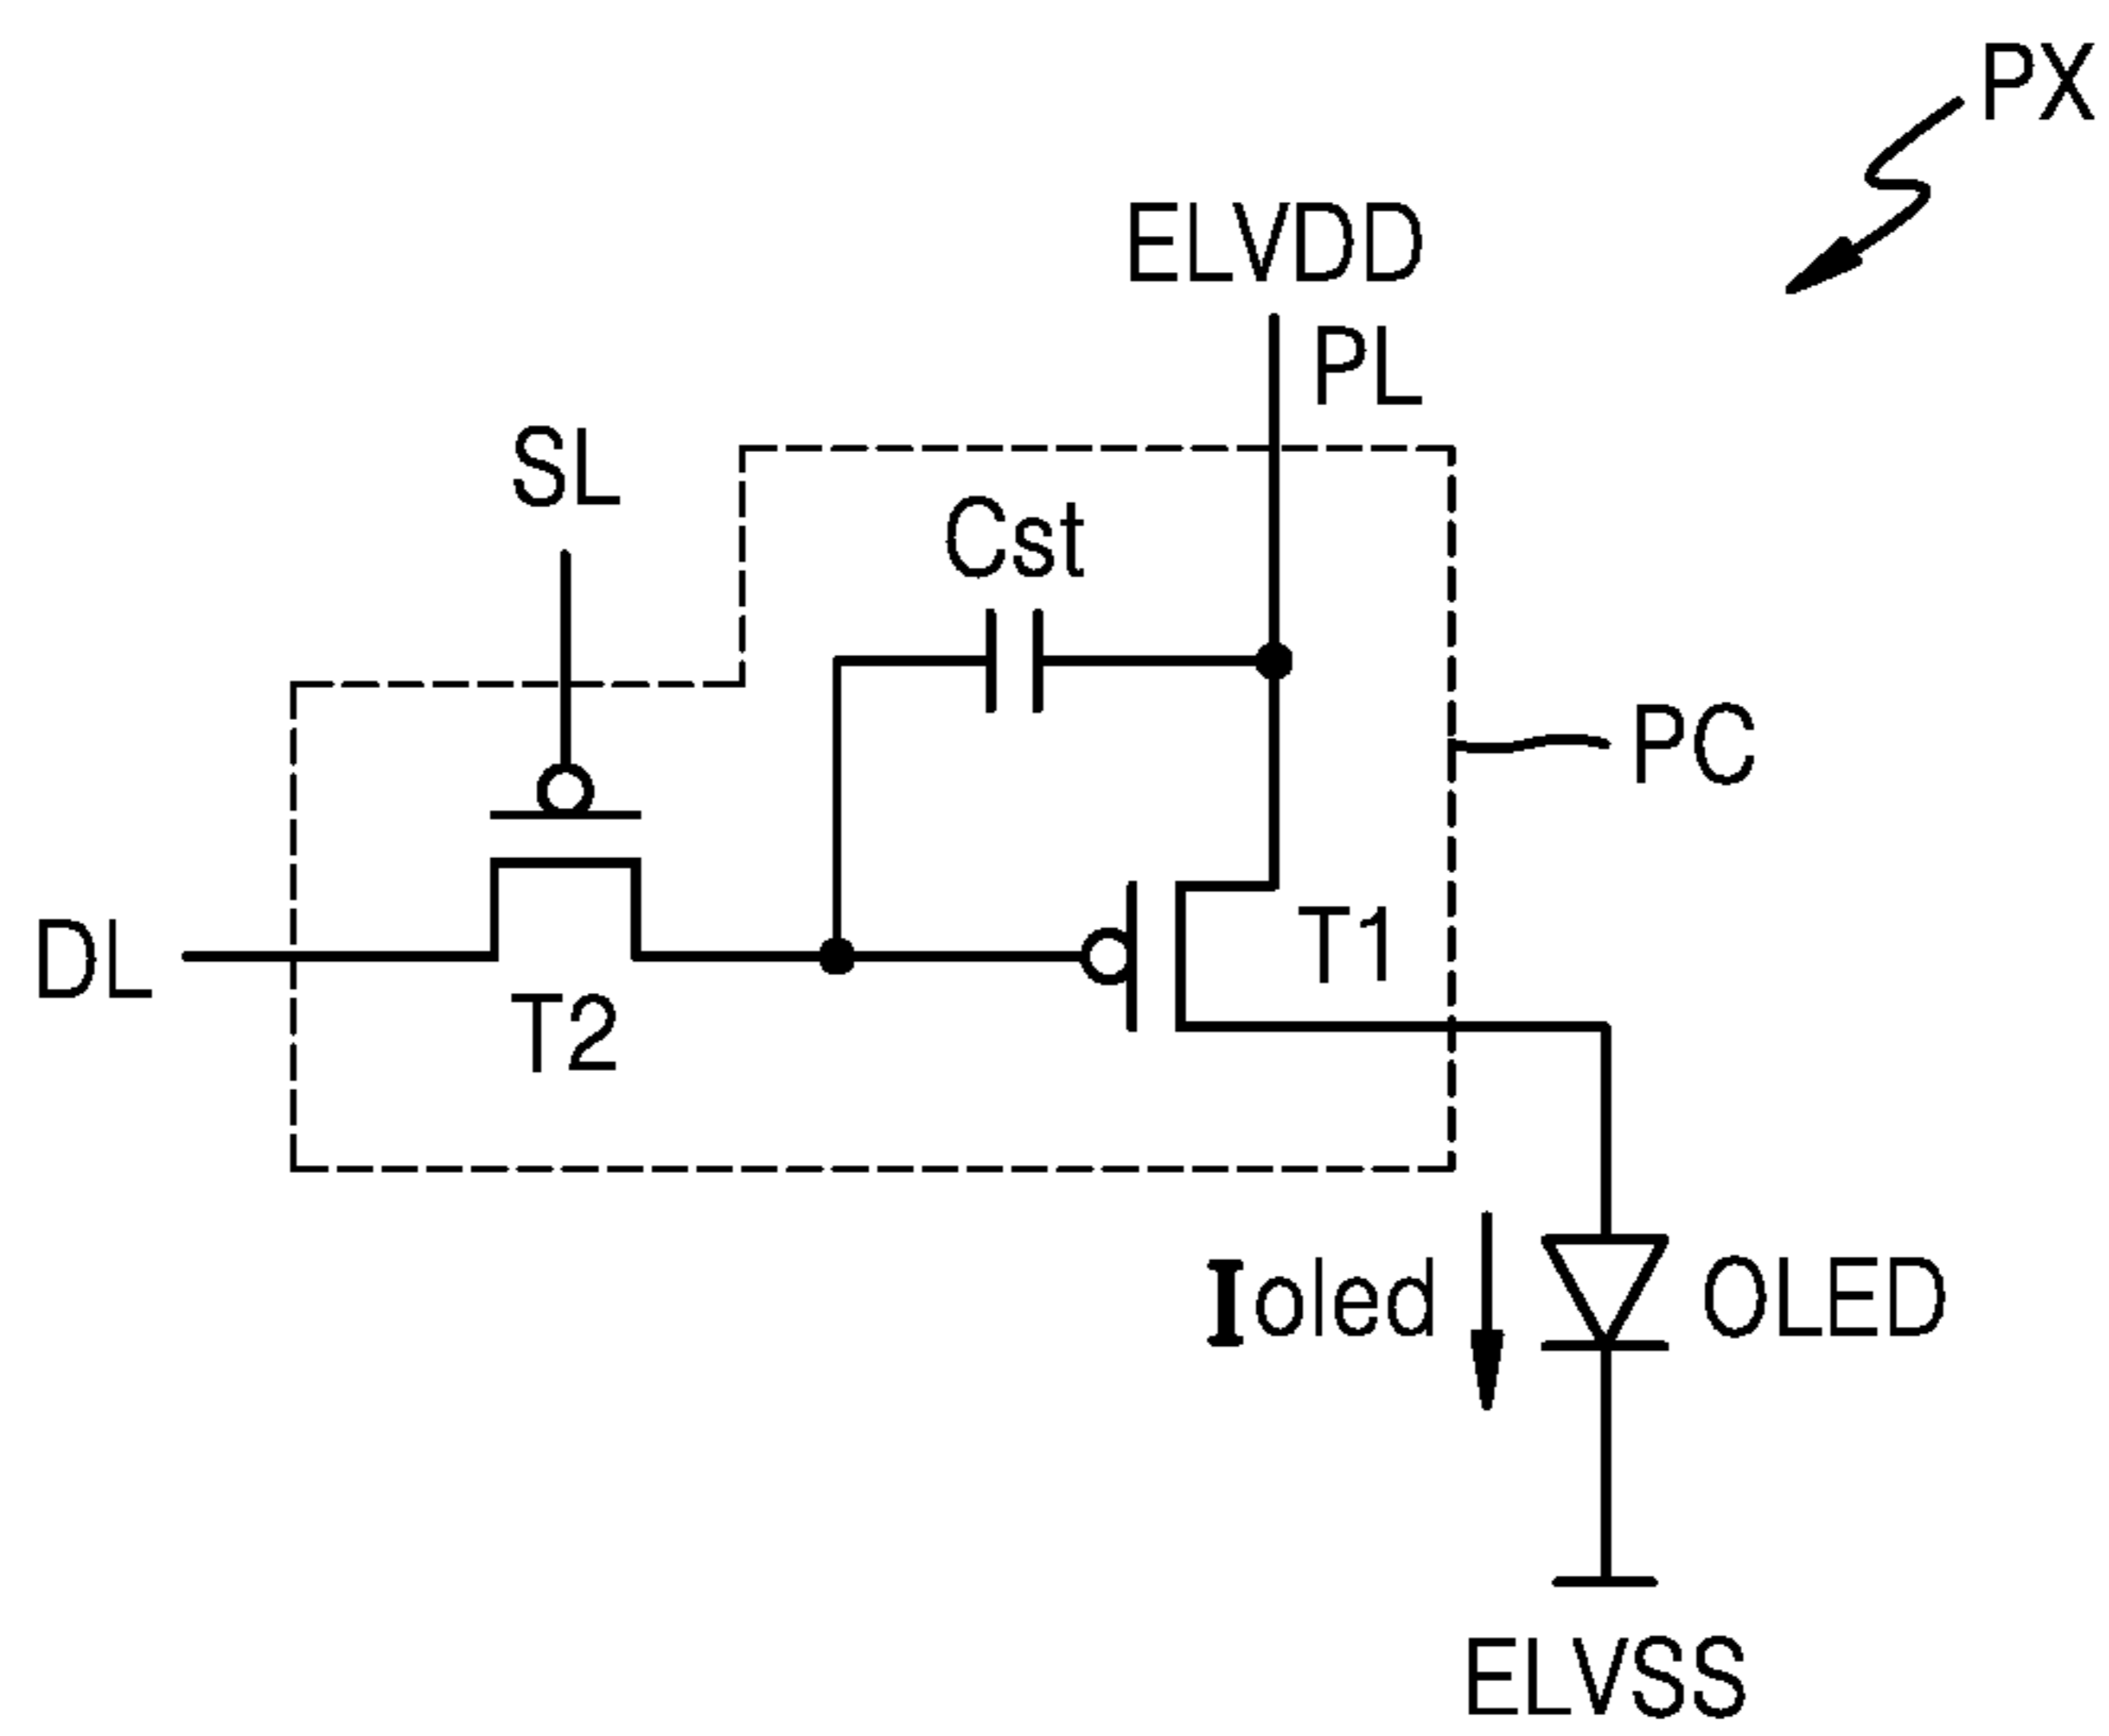 PX
ELVDD
PL
SL
Cst
PC
DL
T1
T2
Ioled
OLED
ELVSS